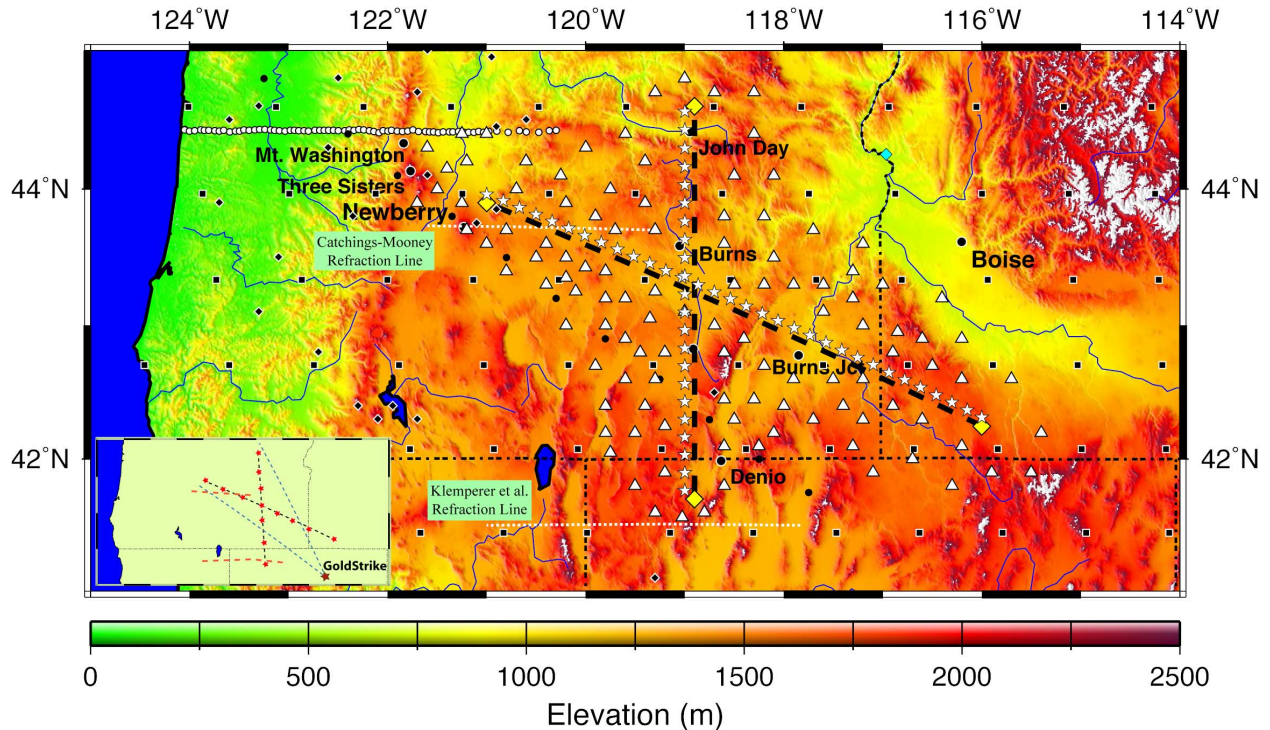 124˚W 122˚W 120˚W 118˚W 116˚W 114˚W
John Day
Mt. Washington
44˚N 44˚N
Three Sisters
Newberry
Catchings-Mooney
Refraction Line
Burns
Boise
Burns Jct
42˚N 42˚N
Denio
Klemperer et al.
Refraction Line
GoldStrike
0 500 1000 1500 2000 2500
Elevation (m)